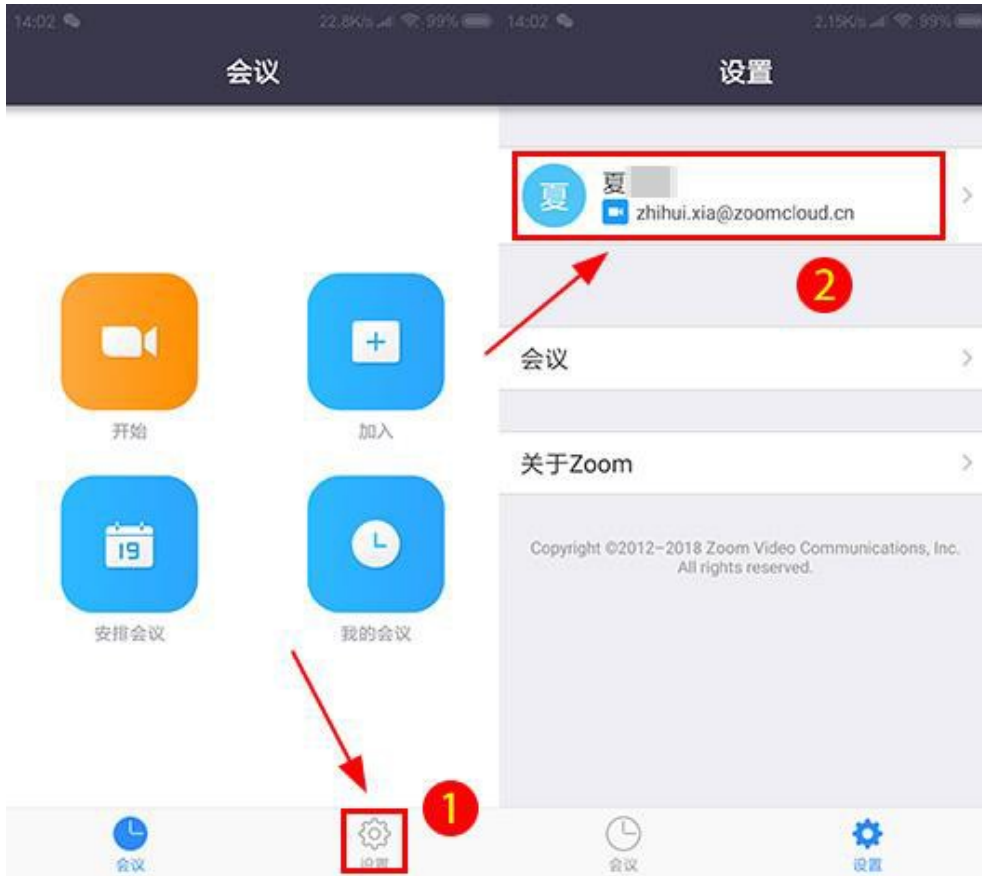 14:02
22.8K/s
99%
会议
开始
加入
19
安排会议
我的会议
1
会议
设置
14:02
2.15K/s
99%
设置
夏
夏
zhihui.xia@zoomcloud.cn
2
会议
关于Zoom
Copyright ©2012-2018 Zoom Video Communications, Inc.
All rights reserved.
会议
设置